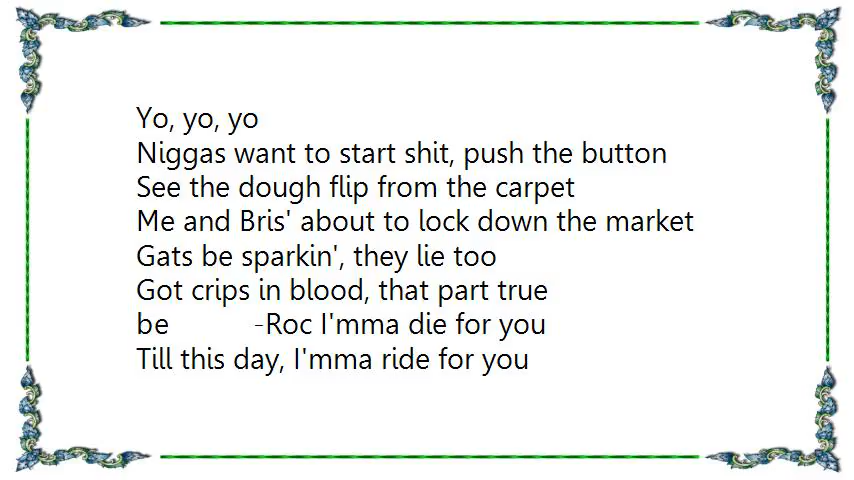 Yo, yo, yo
Niggas want to start shit, push the button
See the dough flip from the carpet
Me and Bris' about to lock down the market
Gats be sparkin', they lie too
Got crips in blood, that part true
be -Roc I'mma die for you
Till this day, I'mma ride for you